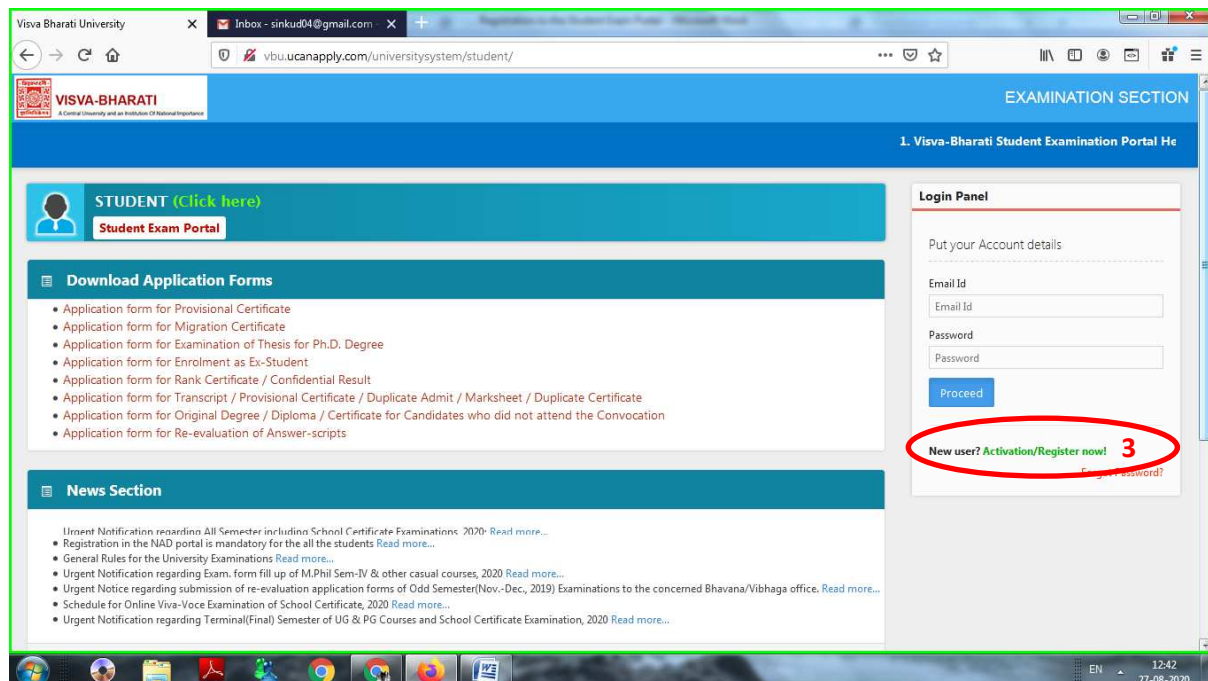 Visva Bharati University
Inbox - sinkud04@gmail.com -
vbu.ucanapply.com/universitysystem/student/
VISVA-BHARATI
A Central University and an Institution Of National Importance
EXAMINATION SECTION
1. Visva-Bharati Student Examination Portal He
STUDENT (Click here)
Student Exam Portal
Download Application Forms
• Application form for Provisional Certificate
• Application form for Migration Certificate
• Application form for Examination of Thesis for Ph.D. Degree
• Application form for Enrolment as Ex-Student
• Application form for Rank Certificate / Confidential Result
• Application form for Transcript / Provisional Certificate / Duplicate Admit / Marksheet / Duplicate Certificate
• Application form for Original Degree / Diploma / Certificate for Candidates who did not attend the Convocation
• Application form for Re-evaluation of Answer-scripts
News Section
Urgent Notification regarding All Semester including School Certificate Examinations, 2020: Read more...
• Registration in the NAD portal is mandatory for the all the students Read more...
• General Rules for the University Examinations Read more...
• Urgent Notification regarding Exam. form fill up of M.Phil Sem-IV & other casual courses, 2020 Read more...
• Urgent Notice regarding submission of re-evaluation application forms of Odd Semester(Nov.-Dec., 2019) Examinations to the concerned Bhavana/Vibhaga office. Read more...
• Schedule for Online Viva-Voce Examination of School Certificate, 2020 Read more...
• Urgent Notification regarding Terminal(Final) Semester of UG & PG Courses and School Certificate Examination, 2020 Read more...
Login Panel
Put your Account details
Email Id
Email Id
Password
Password
Proceed
New user? Activation/Register now! 3
Forgot Password?
EN
12:42
27-08-2020